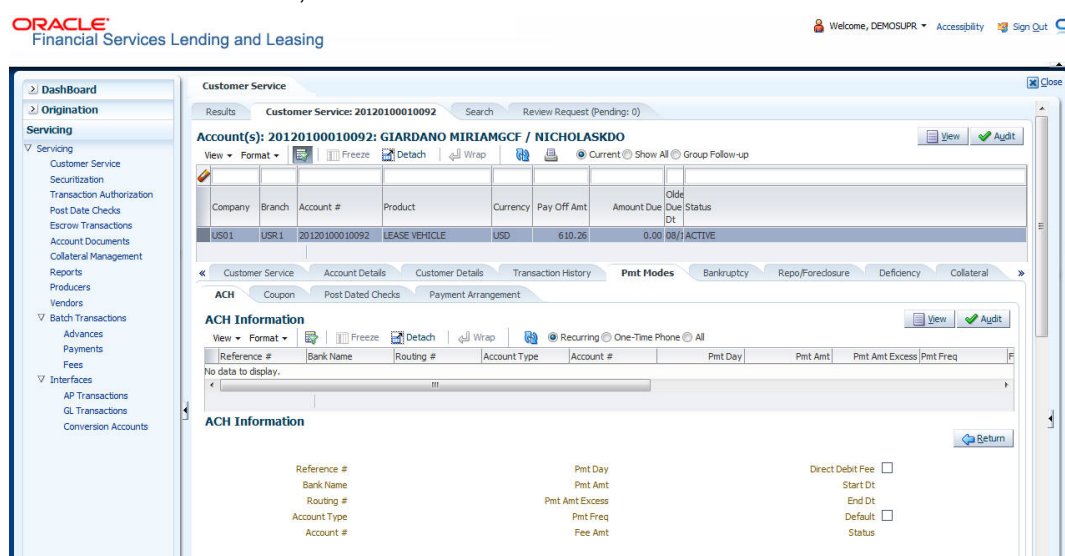 ORACLE
Financial Services Lending and Leasing
Welcome, DEMOSUPR Accessibility Sign Out
Close
DashBoard
Origination
Servicing
Servicing
Customer Service
Securitization
Transaction Authorization
Post Date Checks
Escrow Transactions
Account Documents
Collateral Management
Reports
Producers
Vendors
Batch Transactions
Advances
Payments
Fees
Interfaces
AP Transactions
GL Transactions
Conversion Accounts
Customer Service
Results Customer Service: 20120100010092 Search Review Request (Pending: 0)
Account(s): 20120100010092: GIARDANO MIRIAMGCF / NICHOLASKDO
View Audit
View Format Freeze Detach Wrap Current Show All Group Follow-up
Company Branch Account # Product Currency Pay Off Amt Amount Due Olde Due Dt Status
US01 USR1 20120100010092 LEASE VEHICLE USD 610.26 0.00 08/1 ACTIVE
Customer Service Account Details Customer Details Transaction History Pmt Modes Bankruptcy Repo/Foreclosure Deficiency Collateral
ACH Coupon Post Dated Checks Payment Arrangement
ACH Information
View Audit
View Format Freeze Detach Wrap Recurring One-Time Phone All
Reference # Bank Name Routing # Account Type Account # Pmt Day Pmt Amt Pmt Amt Excess Pmt Freq F
No data to display.
ACH Information
Return
Reference # Pmt Day Direct Debit Fee
Bank Name Pmt Amt Start Dt
Routing # Pmt Amt Excess End Dt
Account Type Pmt Freq Default
Account # Fee Amt Status